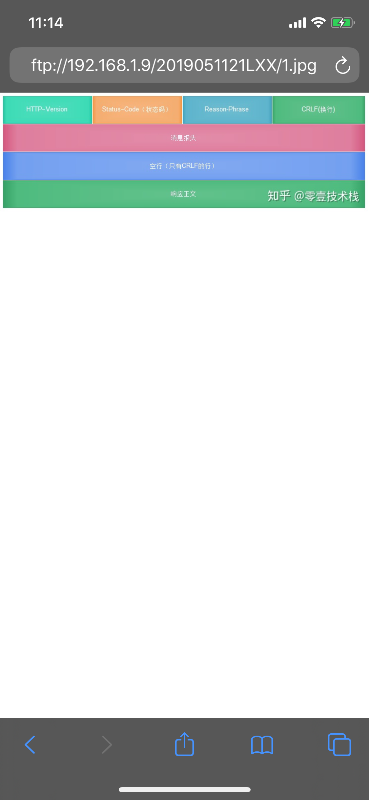 11:14
ftp://192.168.1.9/2019051121LXX/1.jpg
HTTP-Version Status-Code（状态码） Reason-Phrase CRLF(换行)
消息报头
空行（只有CRLF的行）
响应正文
知乎 @零壹技术栈